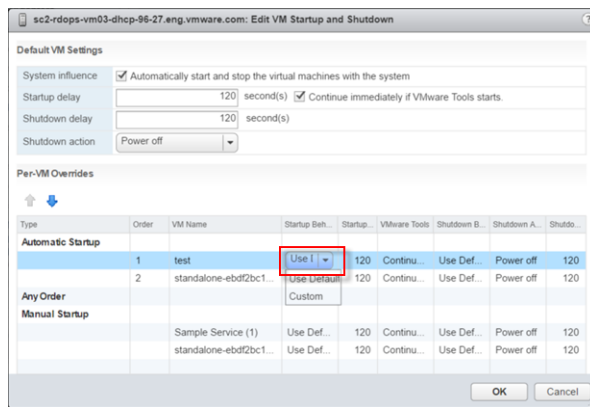 sc2-rdops-vm03-dhcp-96-27.eng.vmware.com: Edit VM Startup and Shutdown
Default VM Settings
System influence Automatically start and stop the virtual machines with the system
Startup delay 120 second(s) Continue immediately if VMware Tools starts.
Shutdown delay 120 second(s)
Shutdown action Power off
Per-VM Overrides
Type Order VM Name Startup Beh... Startup... VMware Tools Shutdown B... Shutdown A... Shutdo...
Automatic Startup
1 test Use I 120 Continu... Use Def... Power off 120
2 standalone-ebdf2bc1... Use Default 120 Continu... Use Def... Power off 120
Any Order Custom
Manual Startup
Sample Service (1) Use Def... 120 Continu... Use Def... Power off 120
standalone-ebdf2bc1... Use Def... 120 Continu... Use Def... Power off 120
OK Cancel